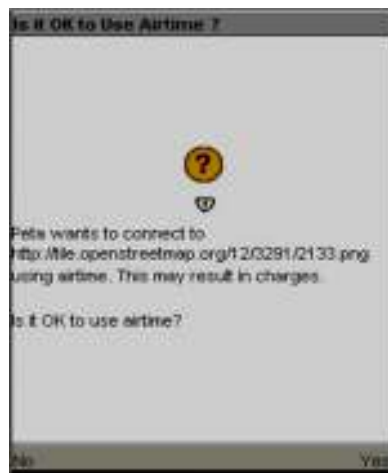 Is it OK to Use Airtime ?
?
Peta wants to connect to
http://tile.openstreetmap.org/12/3291/2133.png
using airtime. This may result in charges.
Is it OK to use airtime?
No Yes